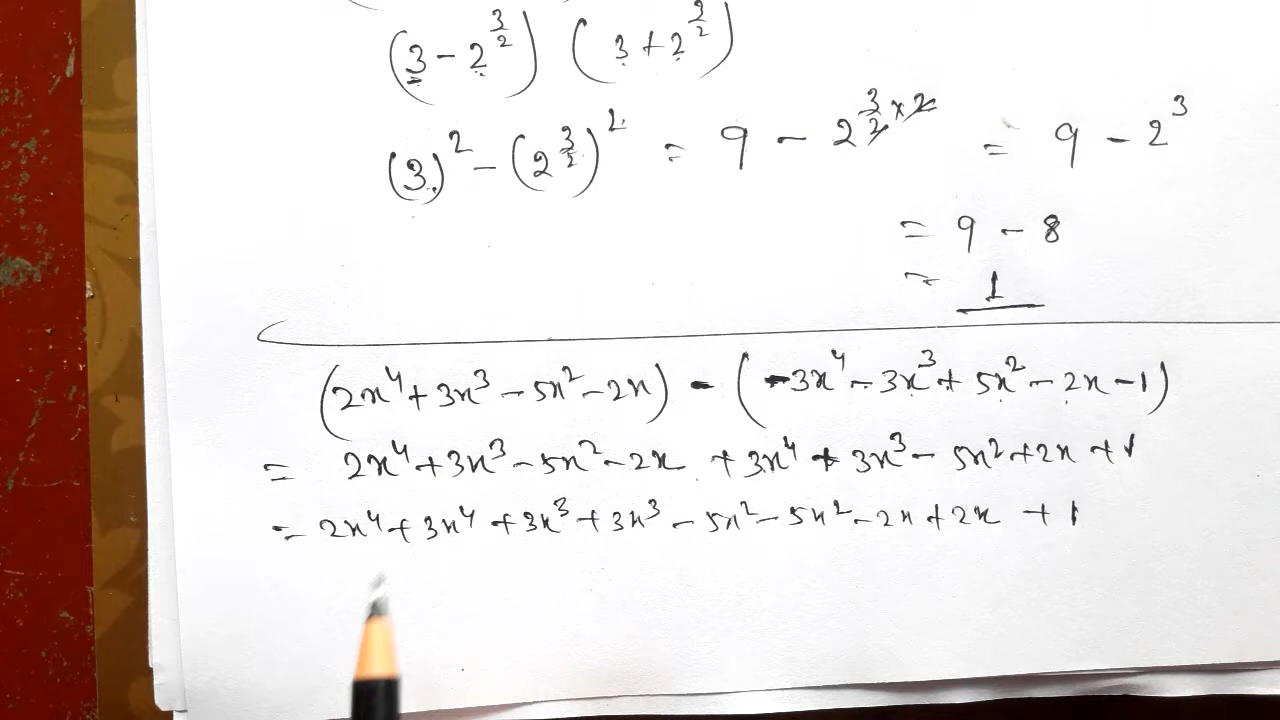 (3 - 2^{3/2}) (3 + 2^{3/2})
(3)^2 - (2^{3/2})^2 = 9 - 2^{3/2 × 2} = 9 - 2^3
= 9 - 8
= 1
(2x^4 + 3x^3 - 5x^2 - 2x) - (-3x^4 - 3x^3 + 5x^2 - 2x - 1)
= 2x^4 + 3x^3 - 5x^2 - 2x + 3x^4 + 3x^3 - 5x^2 + 2x + 1
= 2x^4 + 3x^4 + 3x^3 + 3x^3 - 5x^2 - 5x^2 - 2x + 2x + 1